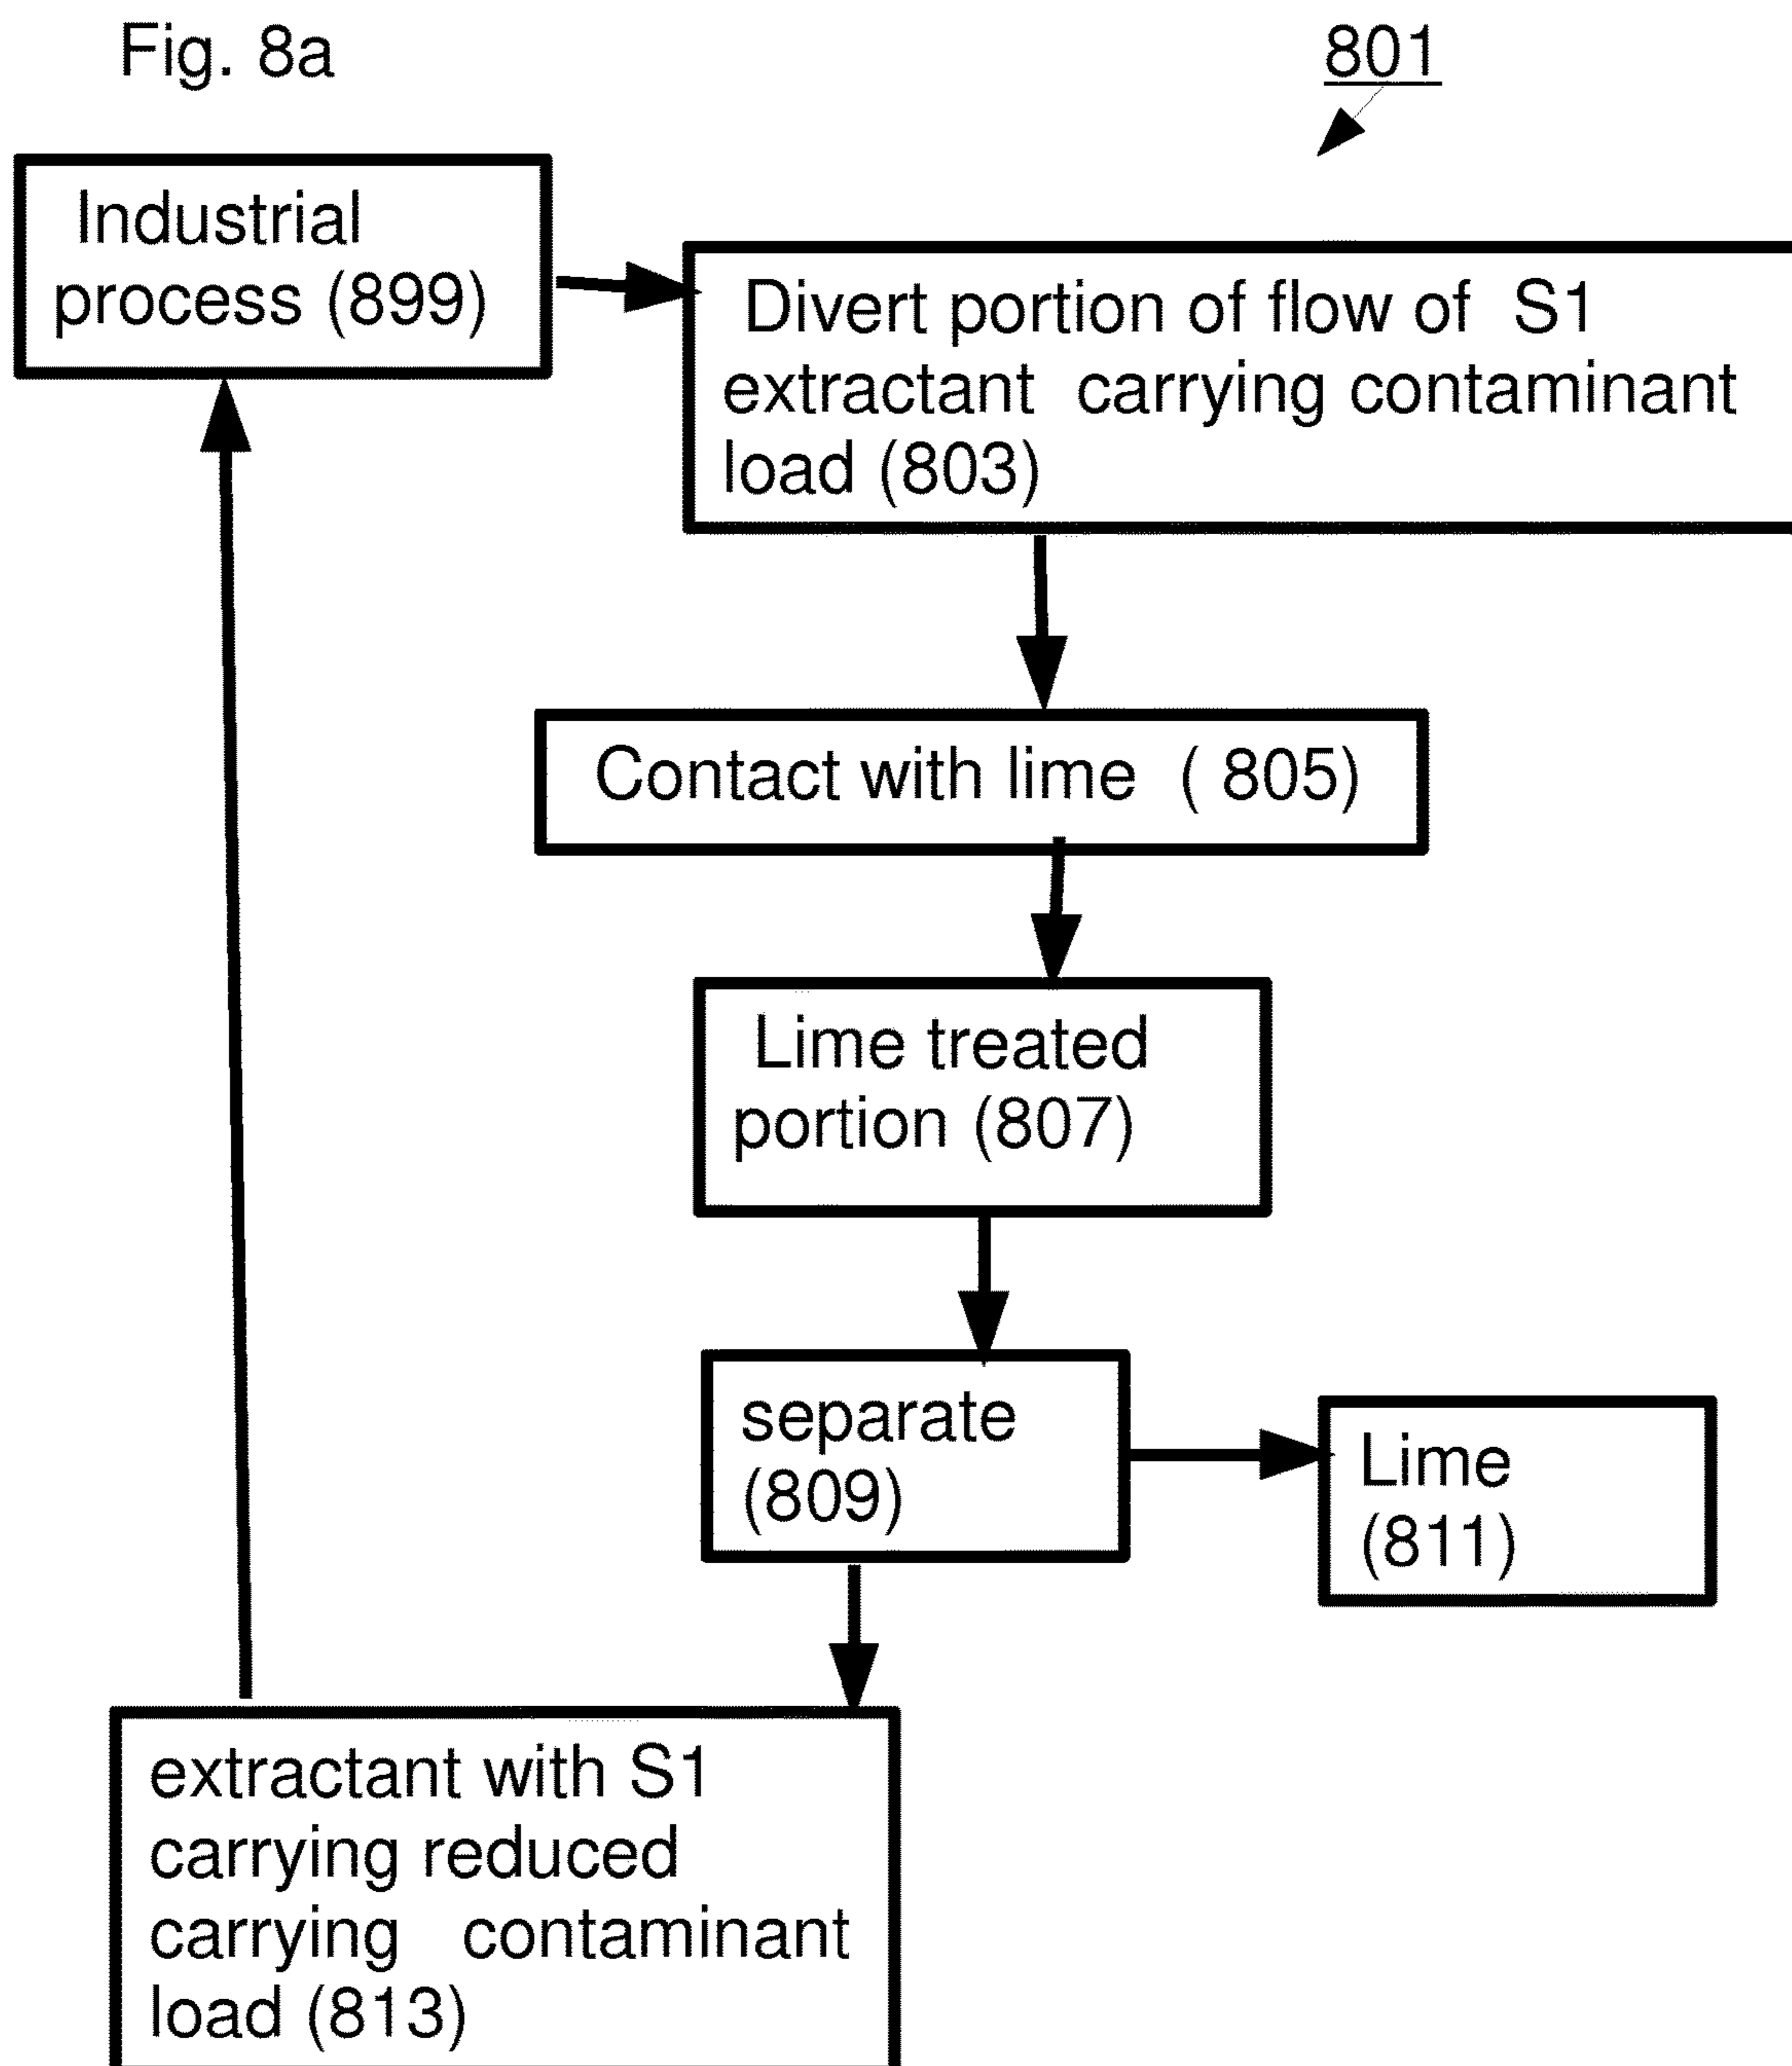 Fig. 8a
801
Industrial
process (899)
Divert portion of flow of S1
extractant carrying contaminant
load (803)
Contact with lime ( 805)
Lime treated
portion (807)
separate
(809)
Lime
(811)
extractant with S1
carrying reduced
carrying contaminant
load (813)